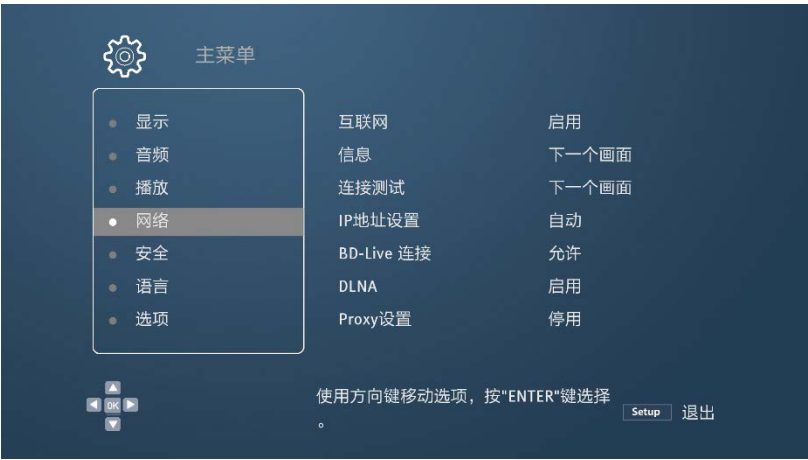 主菜单
显示 互联网 启用
音频 信息 下一个画面
播放 连接测试 下一个画面
网络 IP地址设置 自动
安全 BD-Live 连接 允许
语言 DLNA 启用
选项 Proxy设置 停用
OK
使用方向键移动选项，按"ENTER"键选择
。
Setup 退出